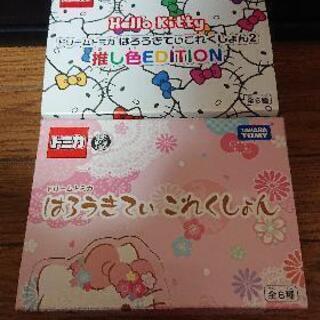 Hello Kitty
ドリームトミカ
はろうきてぃこれくしょん2
推し色EDITION
全6種
トミカ
TAKARA TOMY
ドリームトミカ
はろうきてぃ これくしょん
全6種